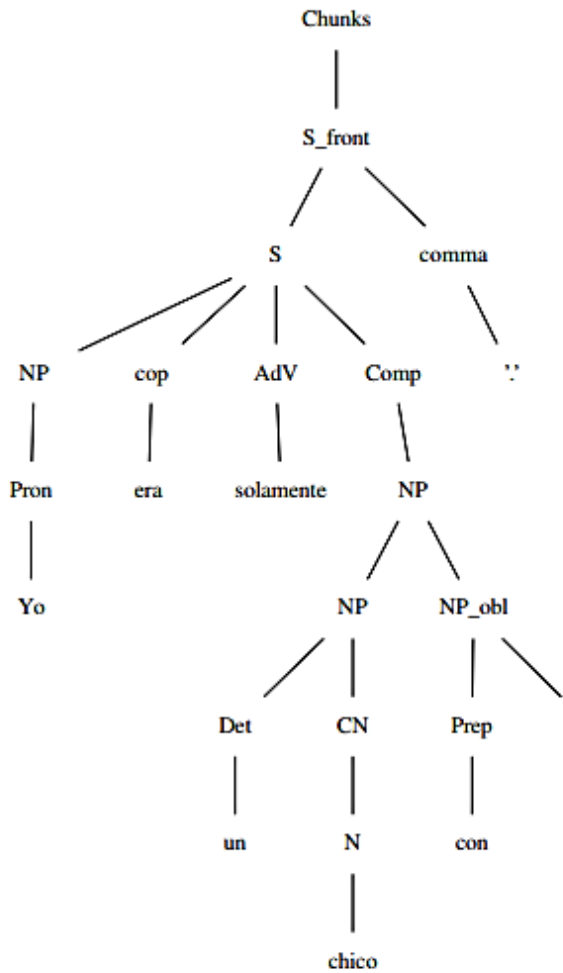 Chunks
S_front
S comma
NP cop AdV Comp '.'
Pron era solamente NP
Yo NP NP_obl
Det CN Prep
un N con
chico